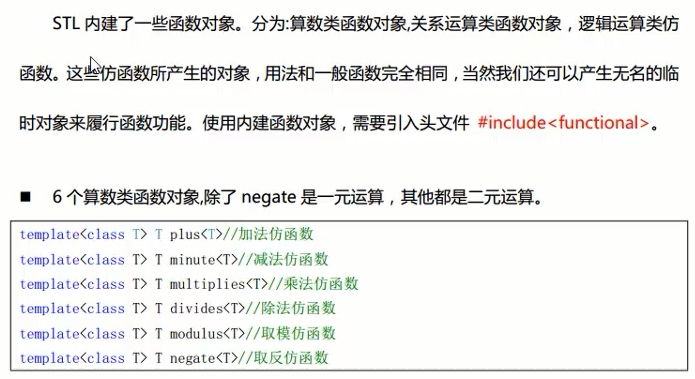 STL 内建了一些函数对象。分为:算数类函数对象,关系运算类函数对象，逻辑运算类仿
函数。这些仿函数所产生的对象，用法和一般函数完全相同，当然我们还可以产生无名的临
时对象来履行函数功能。使用内建函数对象，需要引入头文件 #include<functional>。
■ 6 个算数类函数对象,除了 negate 是一元运算，其他都是二元运算。
template<class T> T plus<T>//加法仿函数
template<class T> T minute<T>//减法仿函数
template<class T> T multiplies<T>//乘法仿函数
template<class T> T divides<T>//除法仿函数
template<class T> T modulus<T>//取模仿函数
template<class T> T negate<T>//取反仿函数